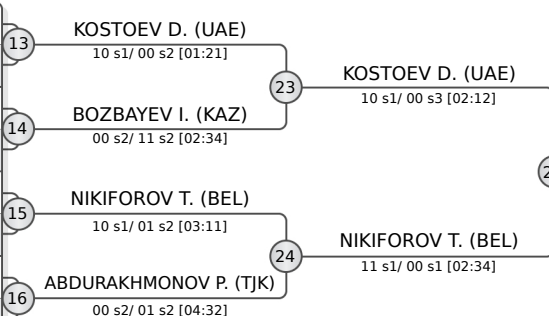 KOSTOEV D. (UAE)
13
10 s1/ 00 s2 [01:21]
23
KOSTOEV D. (UAE)
10 s1/ 00 s3 [02:12]
BOZBAYEV I. (KAZ)
14
00 s2/ 11 s2 [02:34]
NIKIFOROV T. (BEL)
15
10 s1/ 01 s2 [03:11]
24
NIKIFOROV T. (BEL)
11 s1/ 00 s1 [02:34]
ABDURAKHMONOV P. (TJK)
16
00 s2/ 01 s2 [04:32]